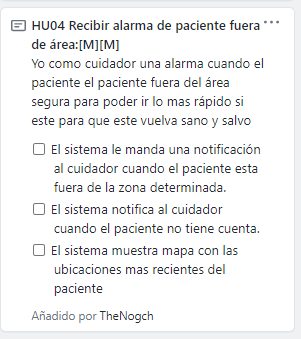 HU04 Recibir alarma de paciente fuera
de área:[M][M]
Yo como cuidador una alarma cuando el
paciente el paciente fuera del área
segura para poder ir lo mas rápido si
este para que este vuelva sano y salvo
El sistema le manda una notificación
al cuidador cuando el paciente esta
fuera de la zona determinada.
El sistema notifica al cuidador
cuando el paciente no tiene cuenta.
El sistema muestra mapa con las
ubicaciones mas recientes del
paciente
Añadido por TheNogch